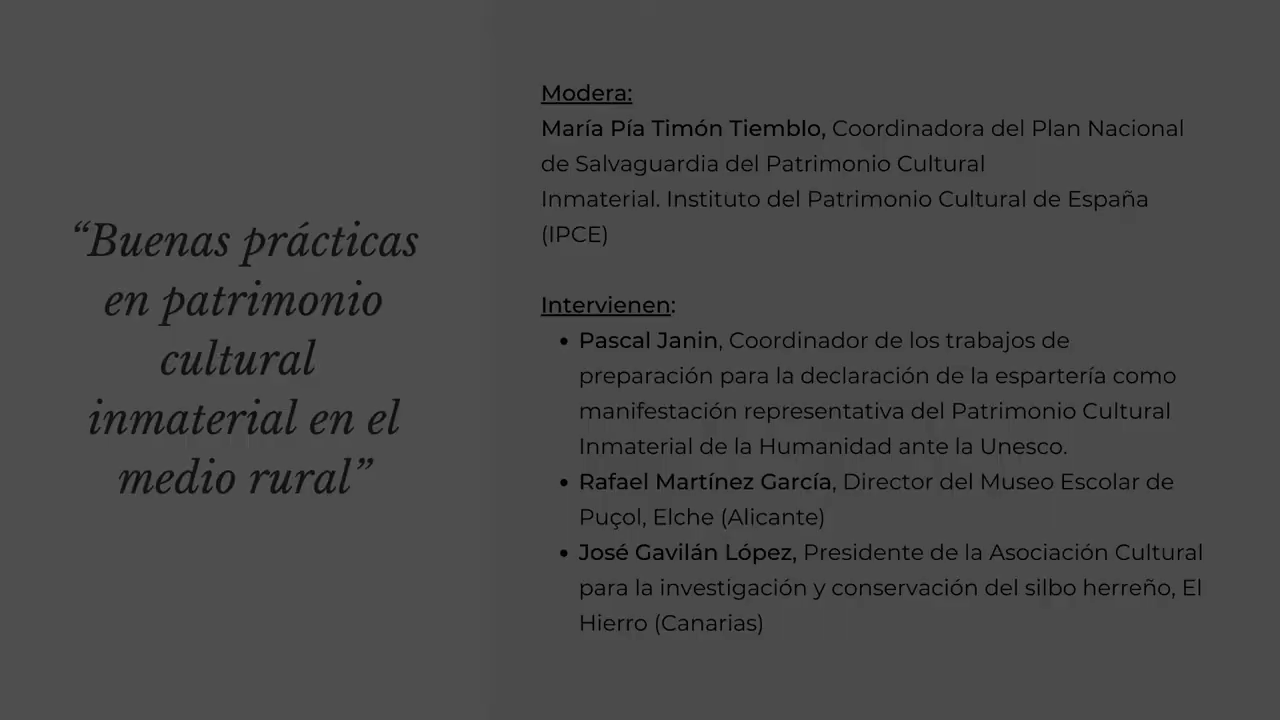 “Buenas prácticas
en patrimonio
cultural
inmaterial en el
medio rural”
Modera:
María Pía Timón Tiemblo, Coordinadora del Plan Nacional
de Salvaguardia del Patrimonio Cultural
Inmaterial. Instituto del Patrimonio Cultural de España
(IPCE)
Intervienen:
• Pascal Janin, Coordinador de los trabajos de
preparación para la declaración de la espartería como
manifestación representativa del Patrimonio Cultural
Inmaterial de la Humanidad ante la Unesco.
• Rafael Martínez García, Director del Museo Escolar de
Puçol, Elche (Alicante)
• José Gavilán López, Presidente de la Asociación Cultural
para la investigación y conservación del silbo herreño, El
Hierro (Canarias)